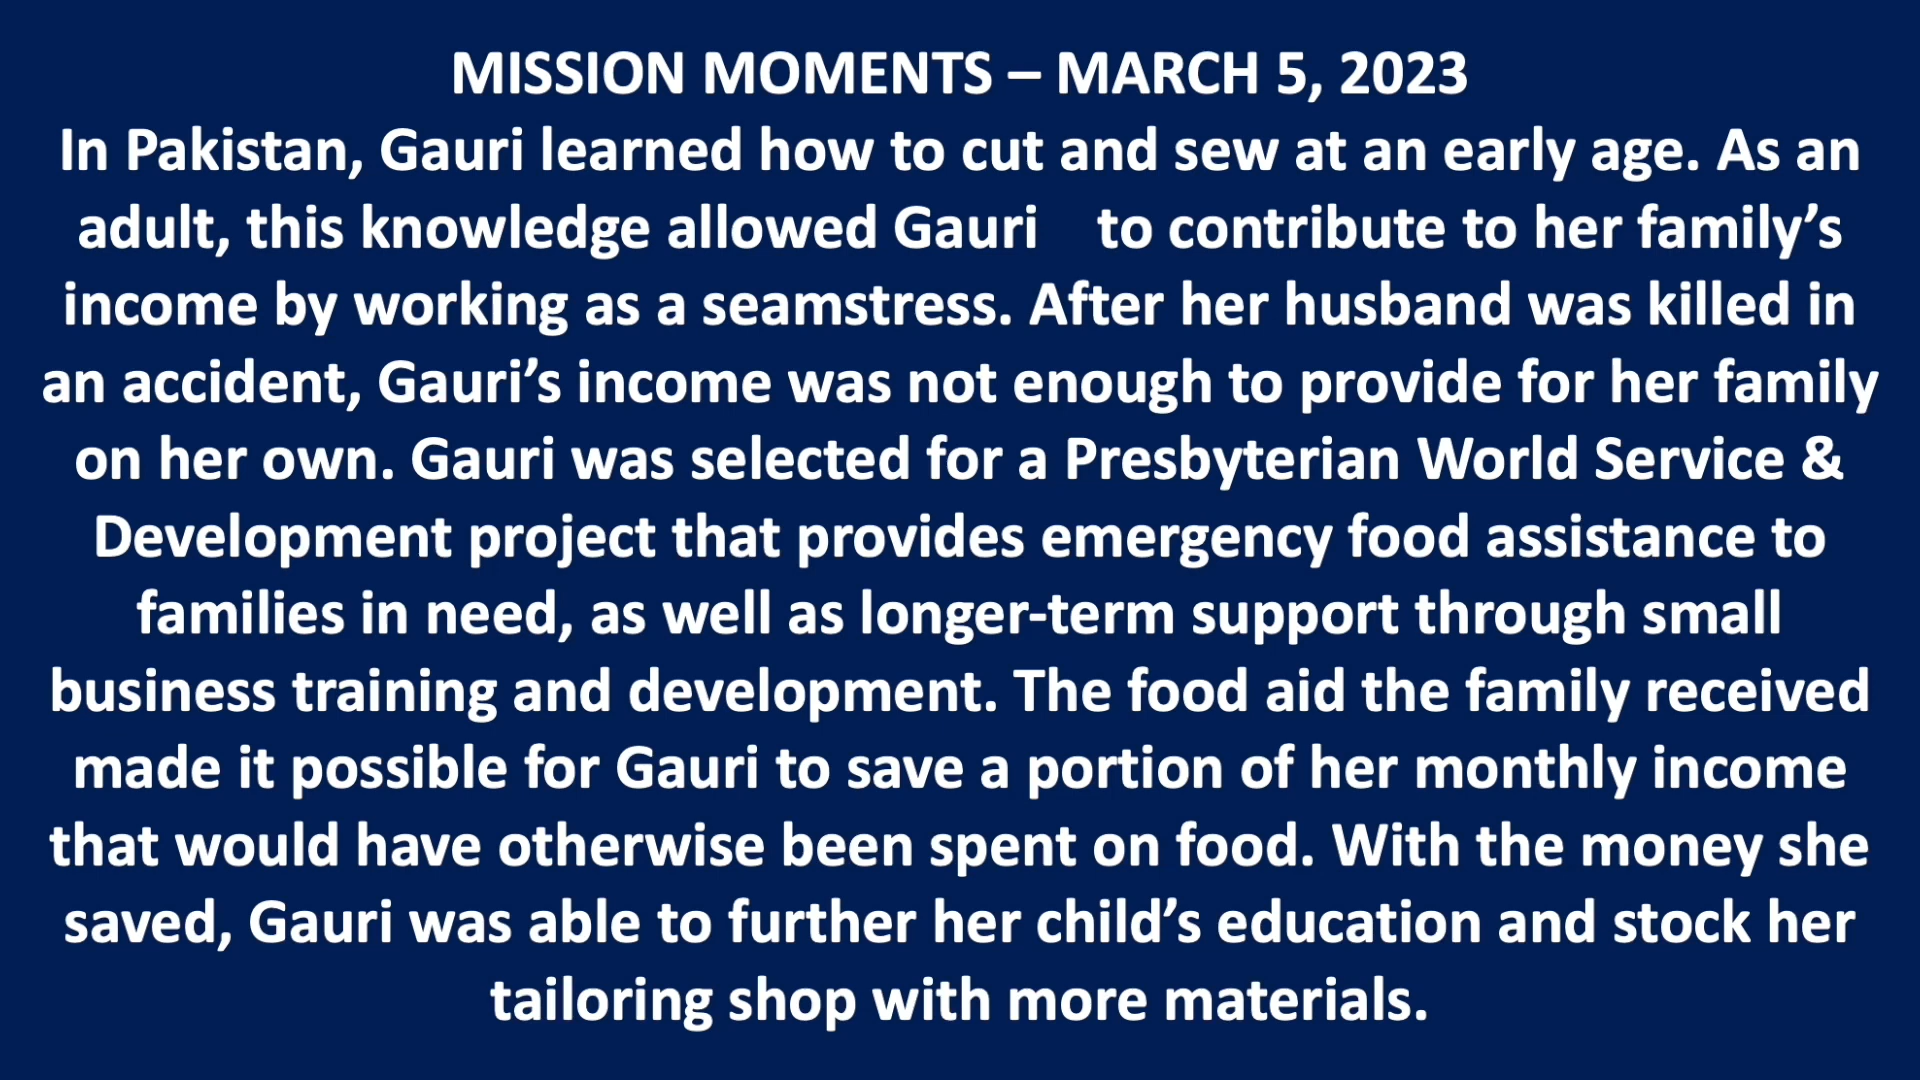 MISSION MOMENTS – MARCH 5, 2023
In Pakistan, Gauri learned how to cut and sew at an early age. As an
adult, this knowledge allowed Gauri    to contribute to her family’s
income by working as a seamstress. After her husband was killed in
an accident, Gauri’s income was not enough to provide for her family
on her own. Gauri was selected for a Presbyterian World Service &
Development project that provides emergency food assistance to
families in need, as well as longer-term support through small
business training and development. The food aid the family received
made it possible for Gauri to save a portion of her monthly income
that would have otherwise been spent on food. With the money she
saved, Gauri was able to further her child’s education and stock her
tailoring shop with more materials.